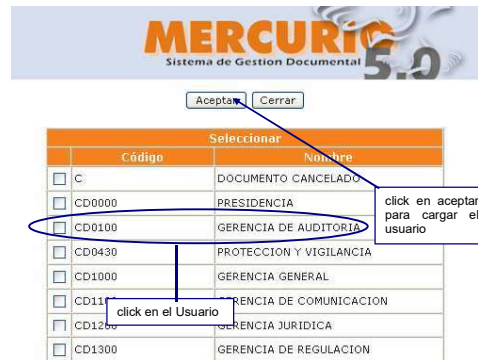 MERCURIO
Sistema de Gestion Documental
5.0
Aceptar Cerrar
Seleccionar
Código Nombre
C DOCUMENTO CANCELADO
CD0000 PRESIDENCIA
click en aceptar
para cargar el
usuario
CD0100 GERENCIA DE AUDITORIA
CD0430 PROTECCION Y VIGILANCIA
CD1000 GERENCIA GENERAL
GERENCIA DE COMUNICACION
click en el Usuario
GERENCIA JURIDICA
CD1300 GERENCIA DE REGULACION